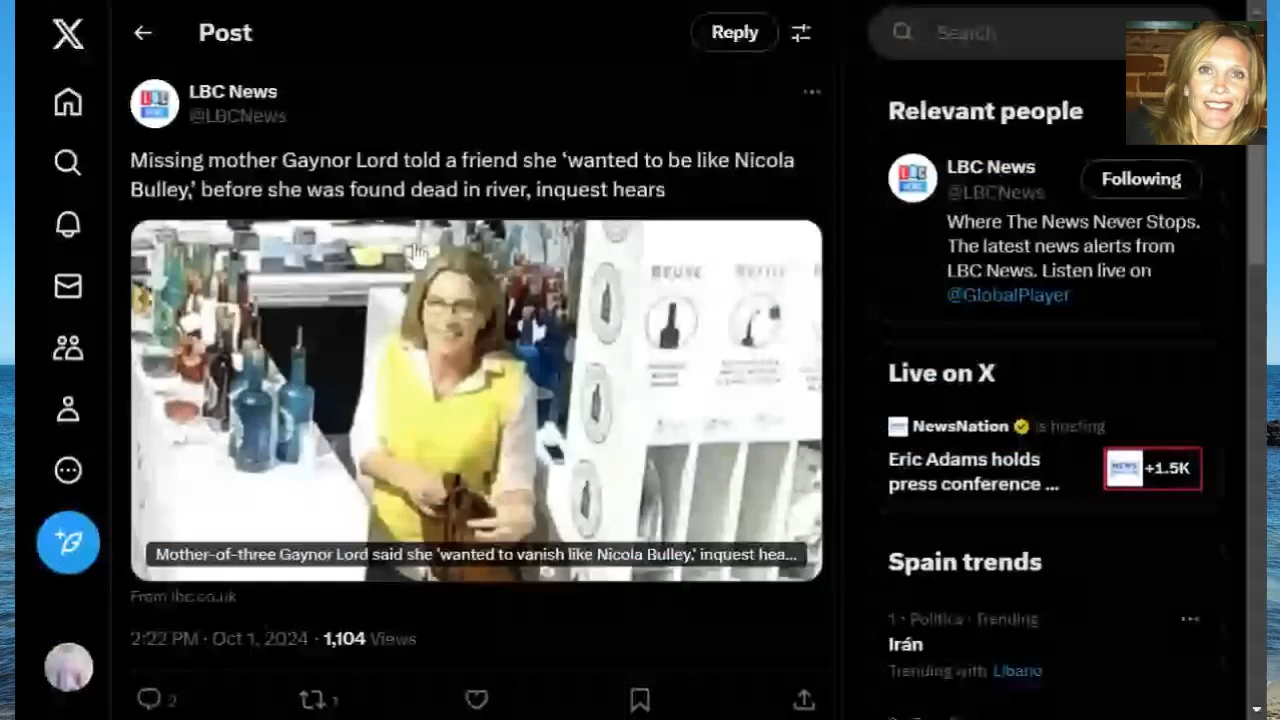 Post
Reply
LBC News
@LBCNews
Missing mother Gaynor Lord told a friend she ‘wanted to be like Nicola
Bulley,’ before she was found dead in river, inquest hears
REUSE
Mother-of-three Gaynor Lord said she 'wanted to vanish like Nicola Bulley,' inquest hea...
From lbc.co.uk
2:22 PM · Oct 1, 2024 · 1,104 Views
2
1
Search
Relevant people
LBC News
@LBCNews
Following
Where The News Never Stops.
The latest news alerts from
LBC News. Listen live on
@GlobalPlayer
Live on X
NewsNation is hosting
Eric Adams holds
press conference ...
NEWS
+1.5K
Spain trends
1 · Politica · Trending
Irán
Trending with Líbano